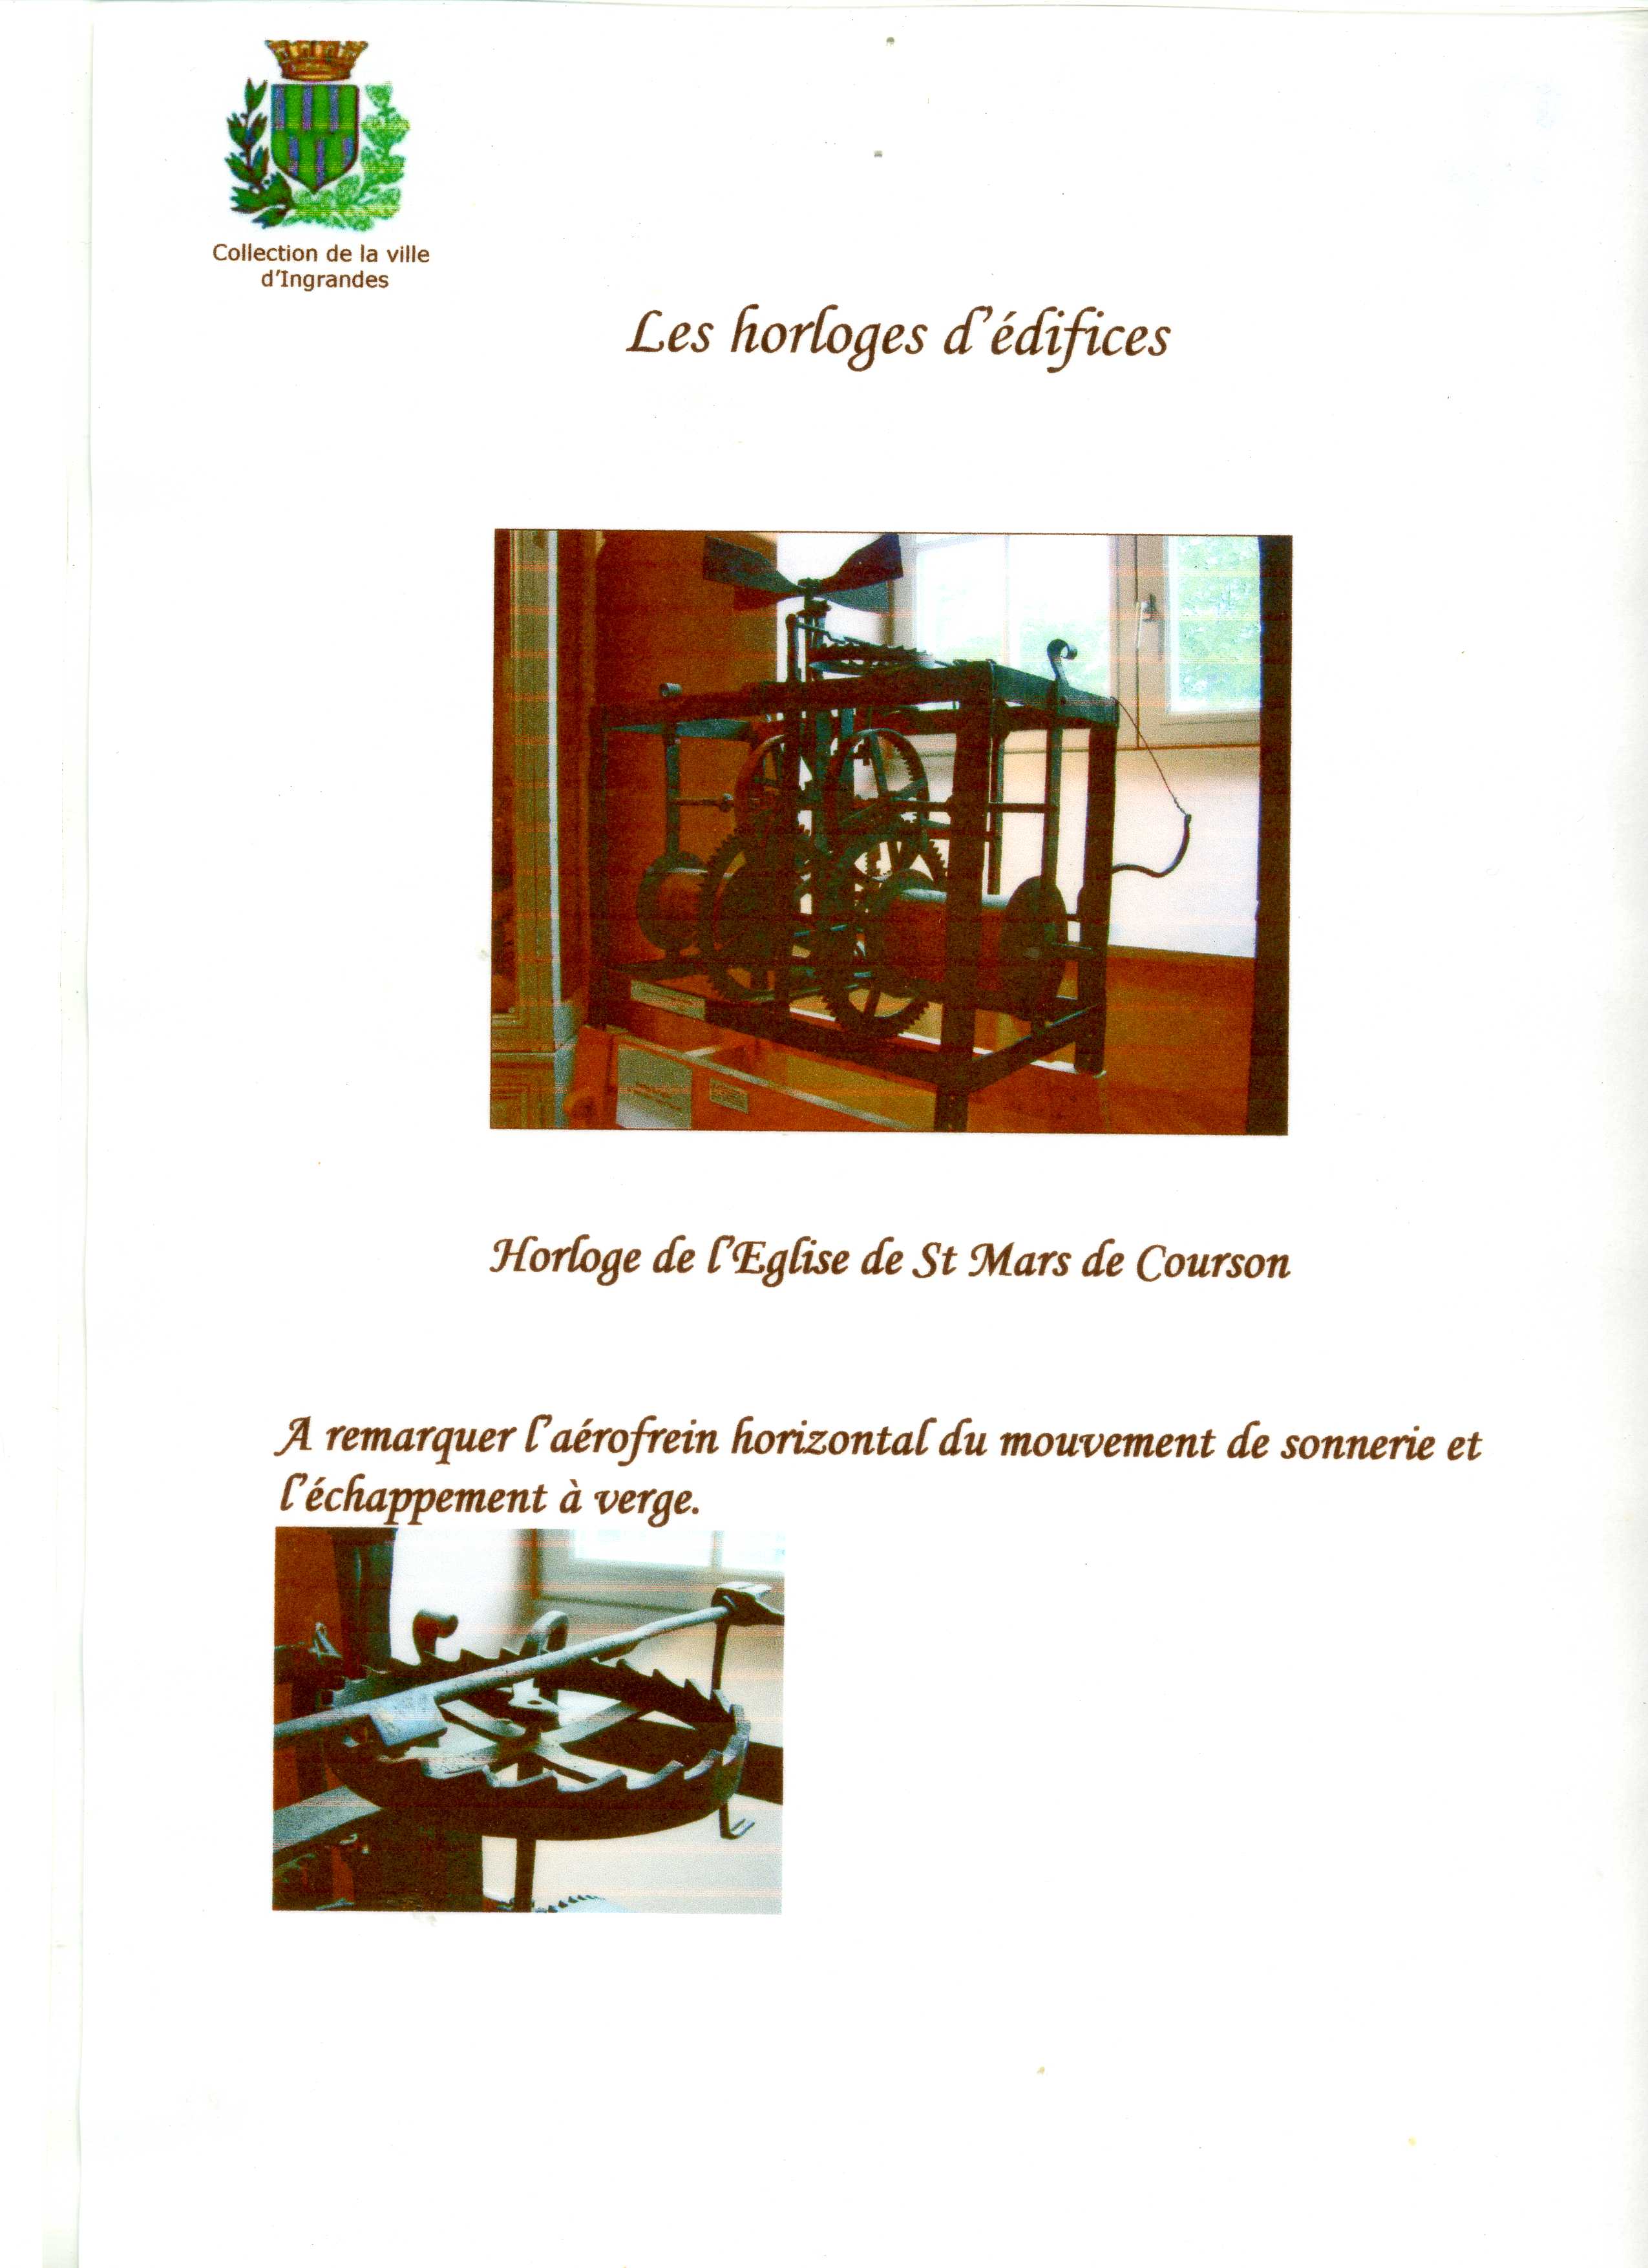 Collection de la ville
d'Ingrandes
Les horloges d'édifices
Horloge de l'Eglise de St Mars de Courson
A remarquer l'aérofrein horizontal du mouvement de sonnerie et
l'échappement à verge.